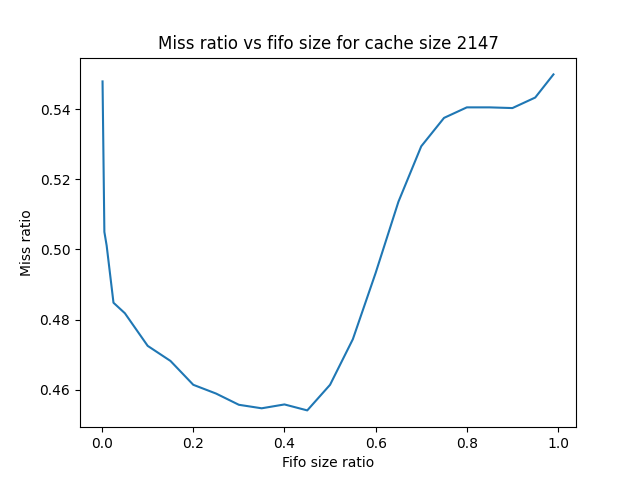 Miss ratio vs fifo size for cache size 2147
Miss ratio
0.54
0.52
0.50
0.48
0.46
0.0 0.2 0.4 0.6 0.8 1.0
Fifo size ratio